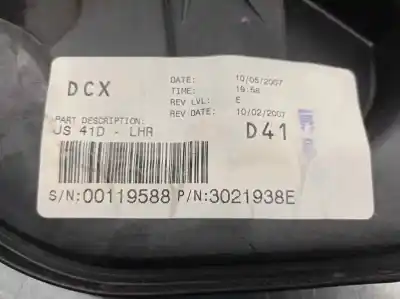 DCX
DATE: 10/05/2007
TIME: 19:56
REV LVL: E
REV DATE: 10/02/2007
PART DESCRIPTION:
JS 41D - LHR
D41
S/N:00119588 P/N:3021938E